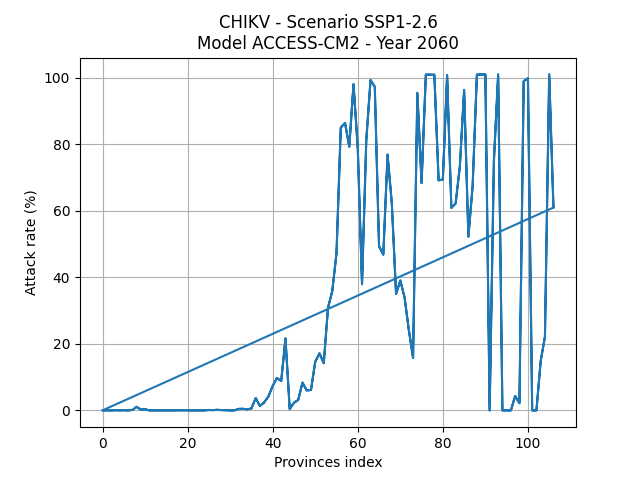 CHIKV - Scenario SSP1-2.6
Model ACCESS-CM2 - Year 2060
100
80
60
40
20
0
Attack rate (%)
0 20 40 60 80 100
Provinces index